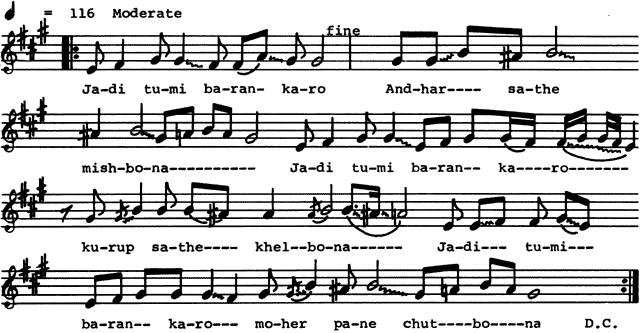 = 116 Moderate
fine
Ja-di tu-mi ba-ran- ka-ro And-har---- sa-the
mish-bo-na---------- Ja-di tu-mi ba-ran-- ka----ro-------
ku-rup sa-the---- khel--bo-na------ Ja-di--- tu-mi---
ba-ran-- ka-ro--- mo-her pa-ne chut----bo----na D.C.